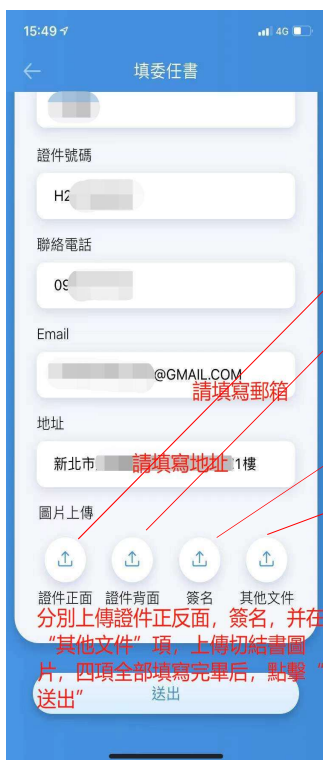 15:49
4G
填委任書
證件號碼
H2
聯絡電話
09
Email
@GMAIL.COM
請填寫郵箱
地址
新北市
請填寫地址
1樓
圖片上傳
證件正面 證件背面 簽名 其他文件
分別上傳證件正反面，簽名，并在
“其他文件”項，上傳切結書圖
片，四項全部填寫完畢后，點擊“
送出”
送出